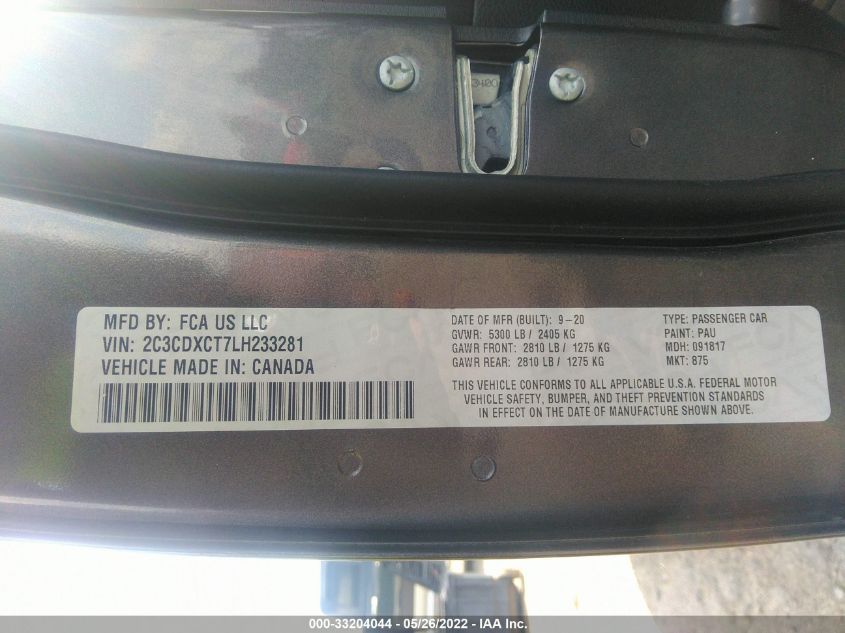 3400
MFD BY: FCA US LLC
VIN: 2C3CDXCT7LH233281
VEHICLE MADE IN: CANADA
DATE OF MFR (BUILT): 9-20
GVWR: 5300 LB / 2405 KG
GAWR FRONT: 2810 LB / 1275 KG
GAWR REAR: 2810 LB / 1275 KG
TYPE: PASSENGER CAR
PAINT: PAU
MDH: 091817
MKT: 875
THIS VEHICLE CONFORMS TO ALL APPLICABLE U.S.A. FEDERAL MOTOR
VEHICLE SAFETY, BUMPER, AND THEFT PREVENTION STANDARDS
IN EFFECT ON THE DATE OF MANUFACTURE SHOWN ABOVE.
000-33204044 - 05/26/2022 - IAA Inc.